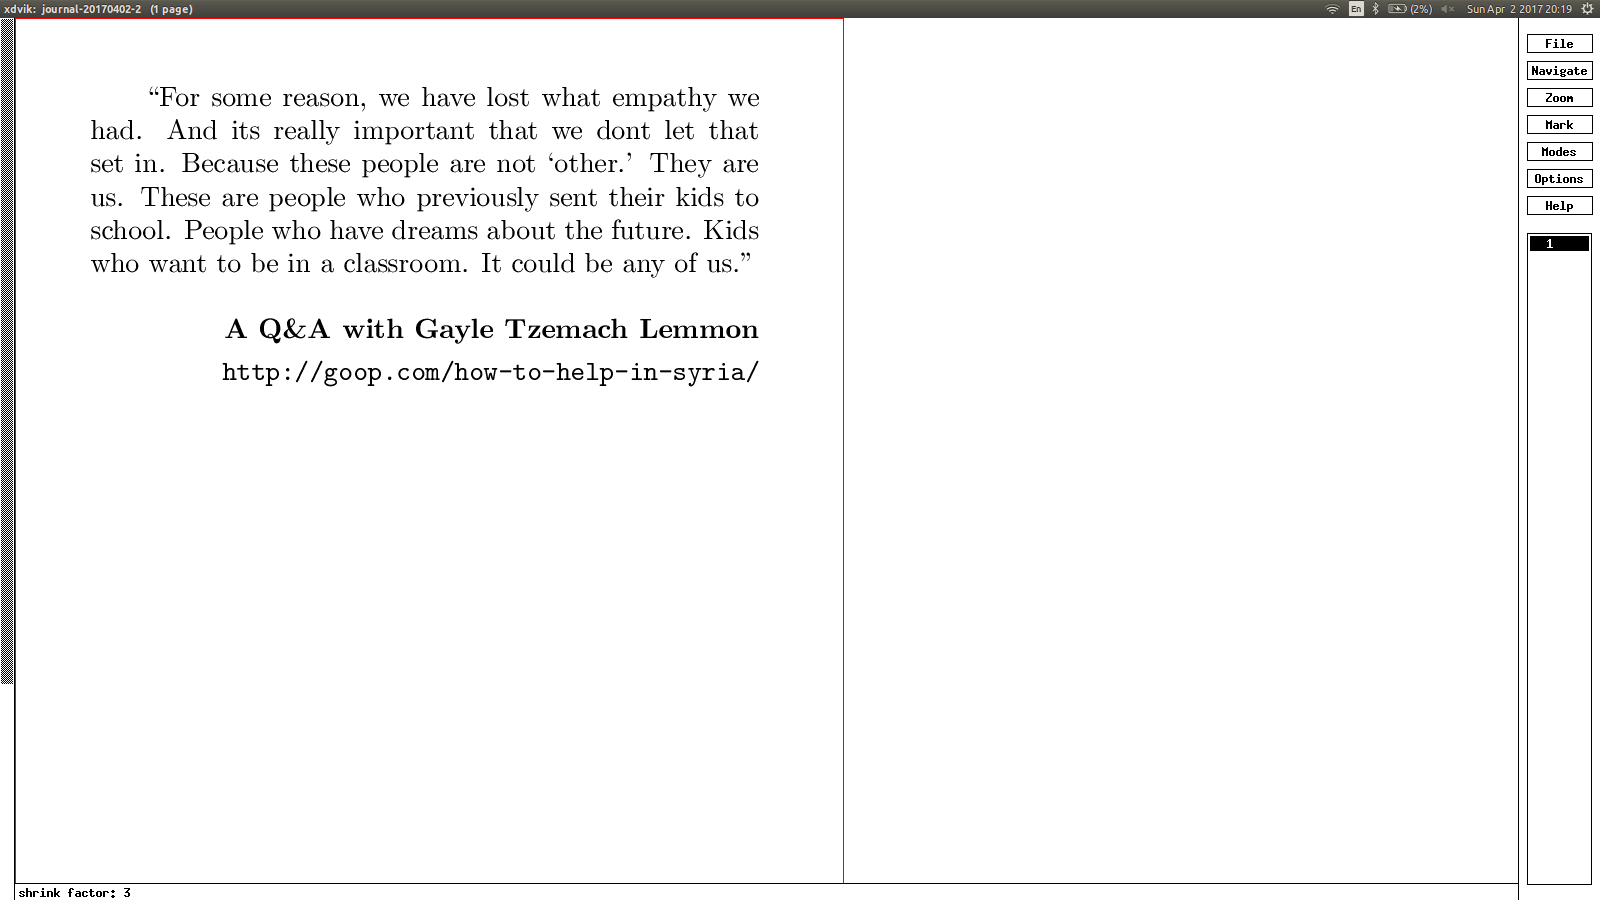 xdvik: journal-20170402-2 (1 page)
En
(2%)
Sun Apr 2 2017 20:19
“For some reason, we have lost what empathy we
had. And its really important that we dont let that
set in. Because these people are not ‘other.’ They are
us. These are people who previously sent their kids to
school. People who have dreams about the future. Kids
who want to be in a classroom. It could be any of us.”
A Q&A with Gayle Tzemach Lemmon
http://goop.com/how-to-help-in-syria/
File
Navigate
Zoom
Mark
Modes
Options
Help
1
shrink factor: 3